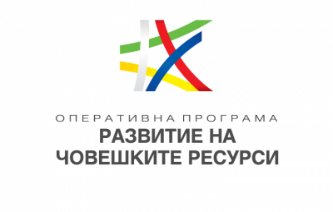 ОПЕРАТИВНА ПРОГРАМА
РАЗВИТИЕ НА
ЧОВЕШКИТЕ РЕСУРСИ